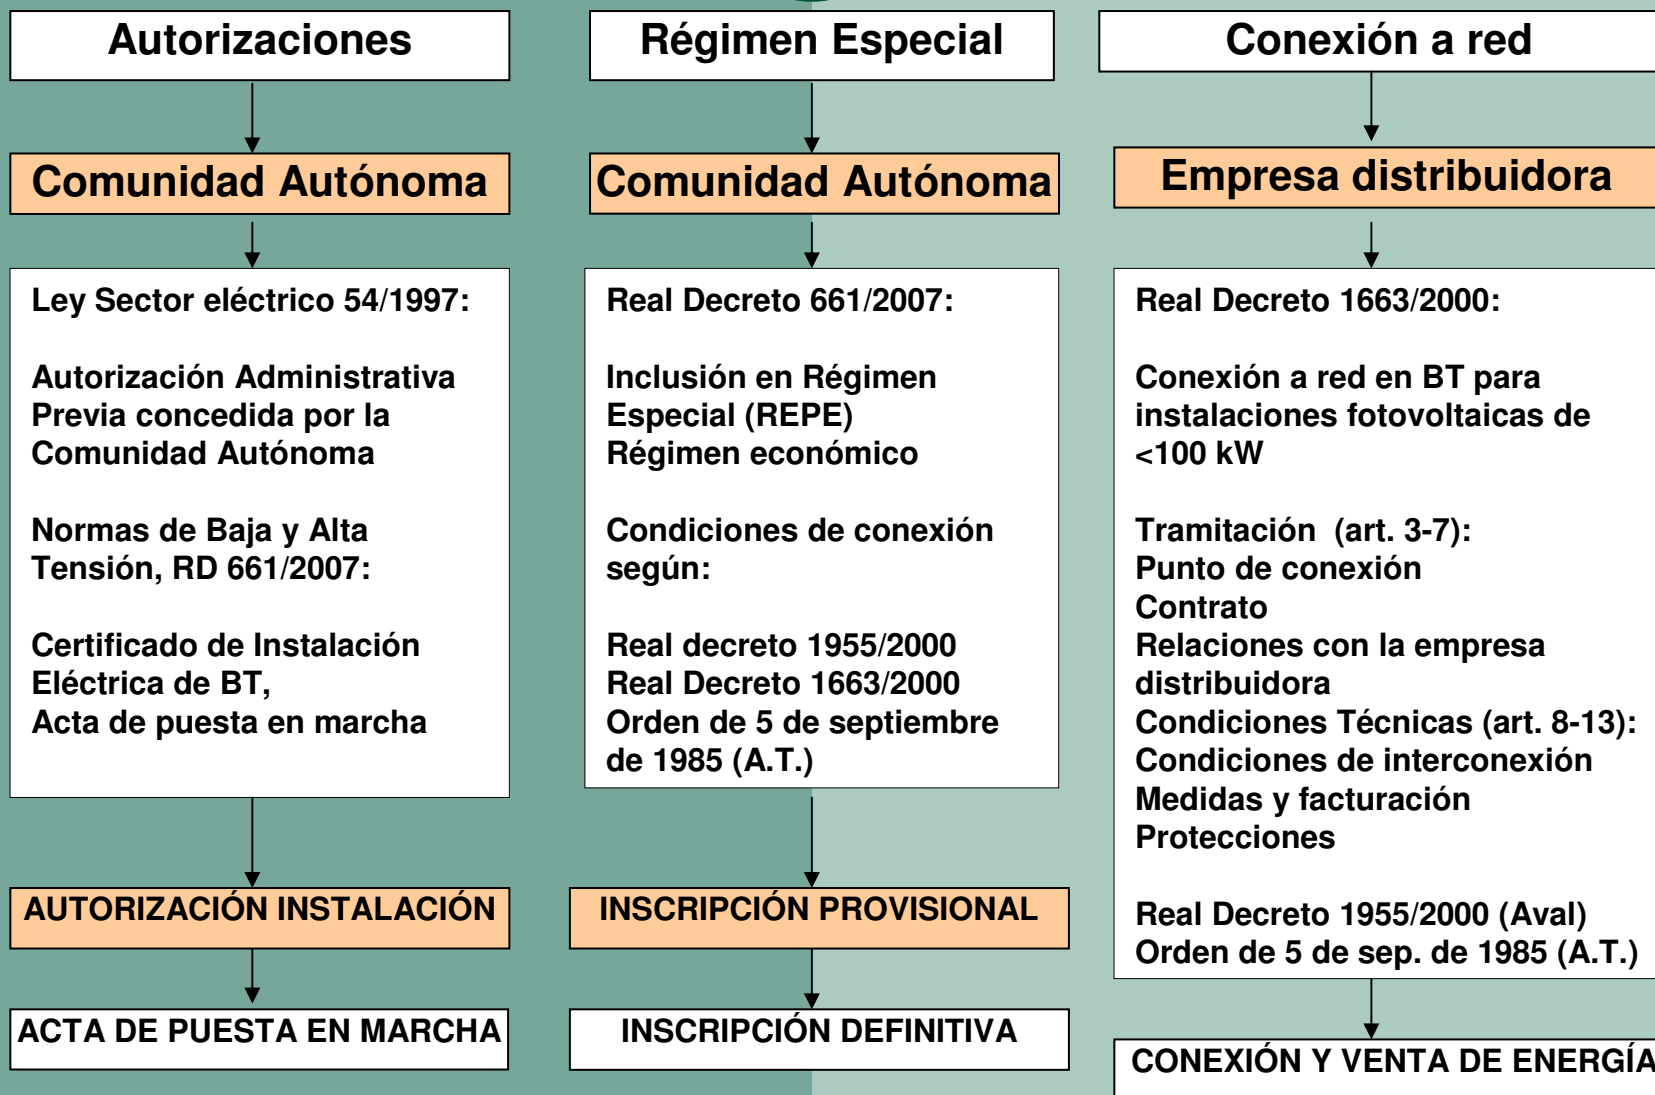 Autorizaciones
Comunidad Autónoma
Ley Sector eléctrico 54/1997:
Autorización Administrativa
Previa concedida por la
Comunidad Autónoma
Normas de Baja y Alta
Tensión, RD 661/2007:
Certificado de Instalación
Eléctrica de BT,
Acta de puesta en marcha
AUTORIZACIÓN INSTALACIÓN
ACTA DE PUESTA EN MARCHA
Régimen Especial
Comunidad Autónoma
Real Decreto 661/2007:
Inclusión en Régimen
Especial (REPE)
Régimen económico
Condiciones de conexión
según:
Real decreto 1955/2000
Real Decreto 1663/2000
Orden de 5 de septiembre
de 1985 (A.T.)
INSCRIPCIÓN PROVISIONAL
INSCRIPCIÓN DEFINITIVA
Conexión a red
Empresa distribuidora
Real Decreto 1663/2000:
Conexión a red en BT para
instalaciones fotovoltaicas de
<100 kW
Tramitación  (art. 3-7):
Punto de conexión
Contrato
Relaciones con la empresa
distribuidora
Condiciones Técnicas (art. 8-13):
Condiciones de interconexión
Medidas y facturación
Protecciones
Real Decreto 1955/2000 (Aval)
Orden de 5 de sep. de 1985 (A.T.)
CONEXIÓN Y VENTA DE ENERGÍA